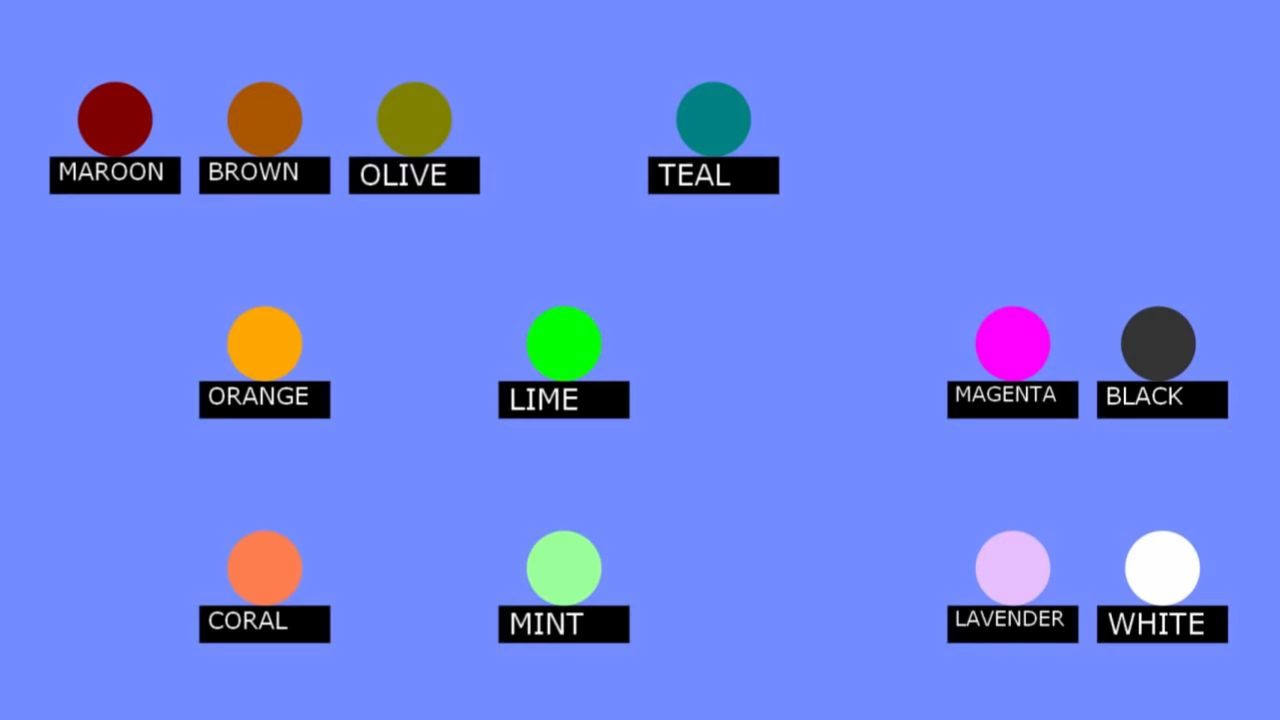 MAROON
BROWN
OLIVE
TEAL
ORANGE
LIME
MAGENTA
BLACK
CORAL
MINT
LAVENDER
WHITE